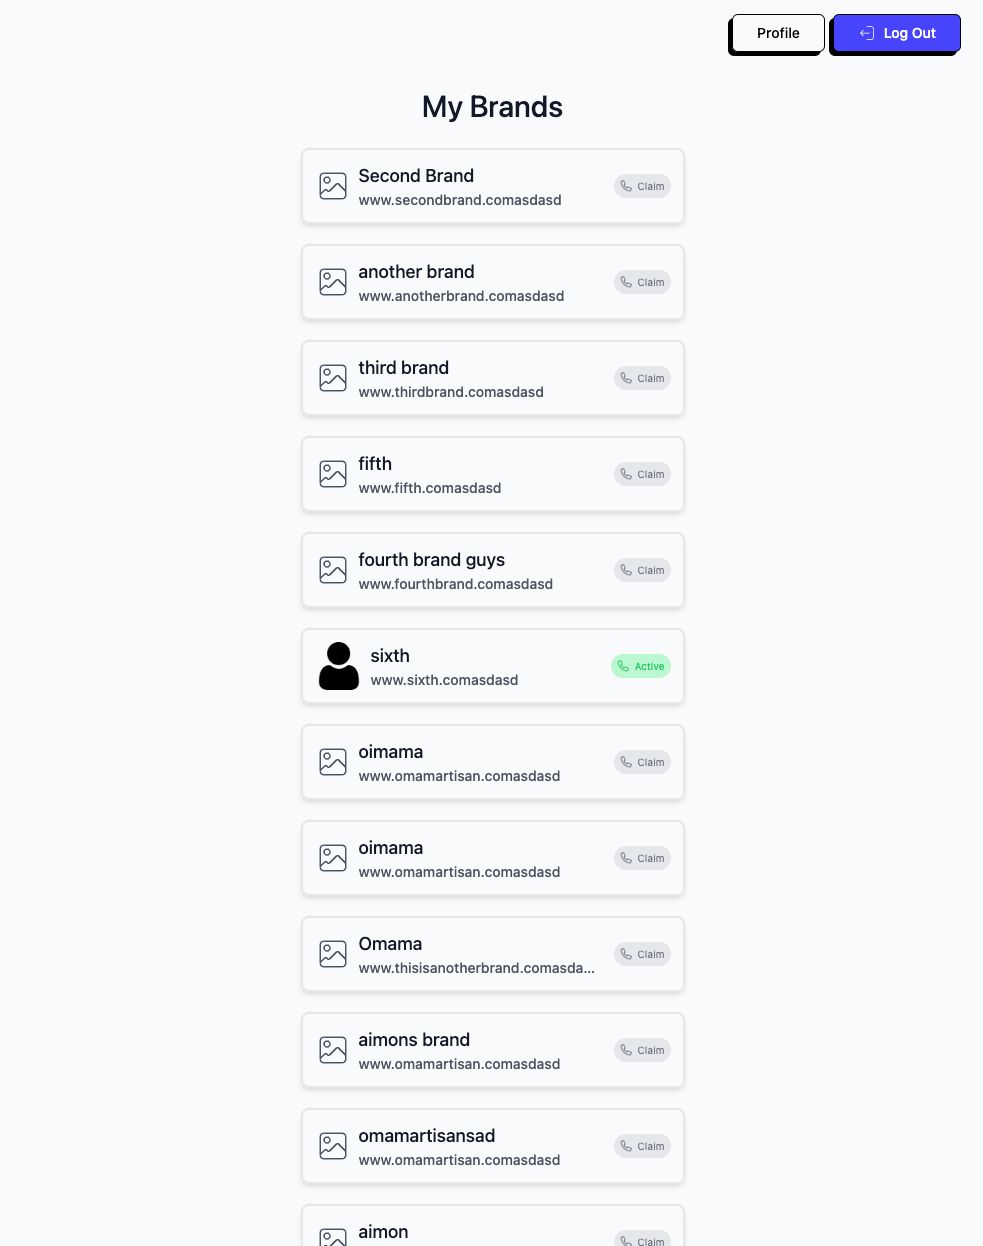 Profile
Log Out
My Brands
Second Brand
www.secondbrand.comasdasd
Claim
another brand
www.anotherbrand.comasdasd
Claim
third brand
www.thirdbrand.comasdasd
Claim
fifth
www.fifth.comasdasd
Claim
fourth brand guys
www.fourthbrand.comasdasd
Claim
sixth
www.sixth.comasdasd
Active
oimama
www.omamartisan.comasdasd
Claim
oimama
www.omamartisan.comasdasd
Claim
Omama
www.thisisanotherbrand.comasda...
Claim
aimons brand
www.omamartisan.comasdasd
Claim
omamartisansad
www.omamartisan.comasdasd
Claim
aimon
Claim